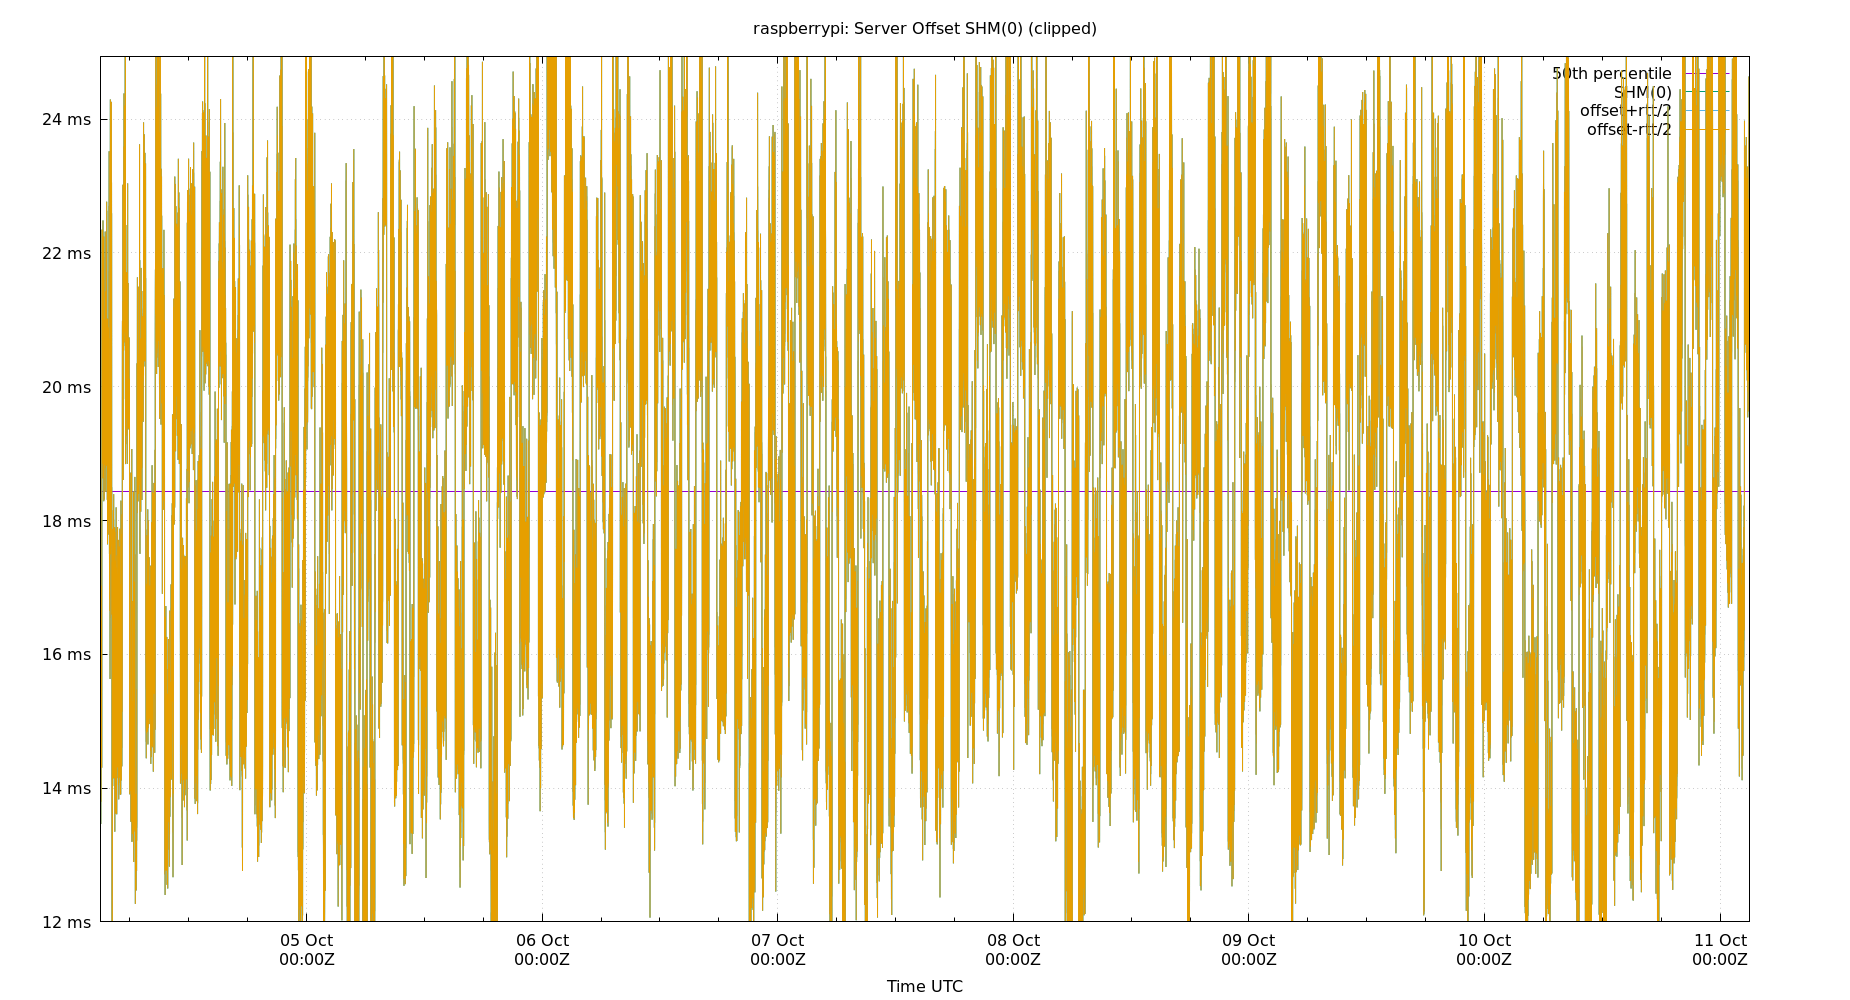 raspberrypi: Server Offset SHM(0) (clipped)
50th percentile
SHM(0)
offset+rtt/2
offset-rtt/2
24 ms
22 ms
20 ms
18 ms
16 ms
14 ms
12 ms
05 Oct 06 Oct 07 Oct 08 Oct 09 Oct 10 Oct 11 Oct
00:00Z 00:00Z 00:00Z 00:00Z 00:00Z 00:00Z 00:00Z
Time UTC